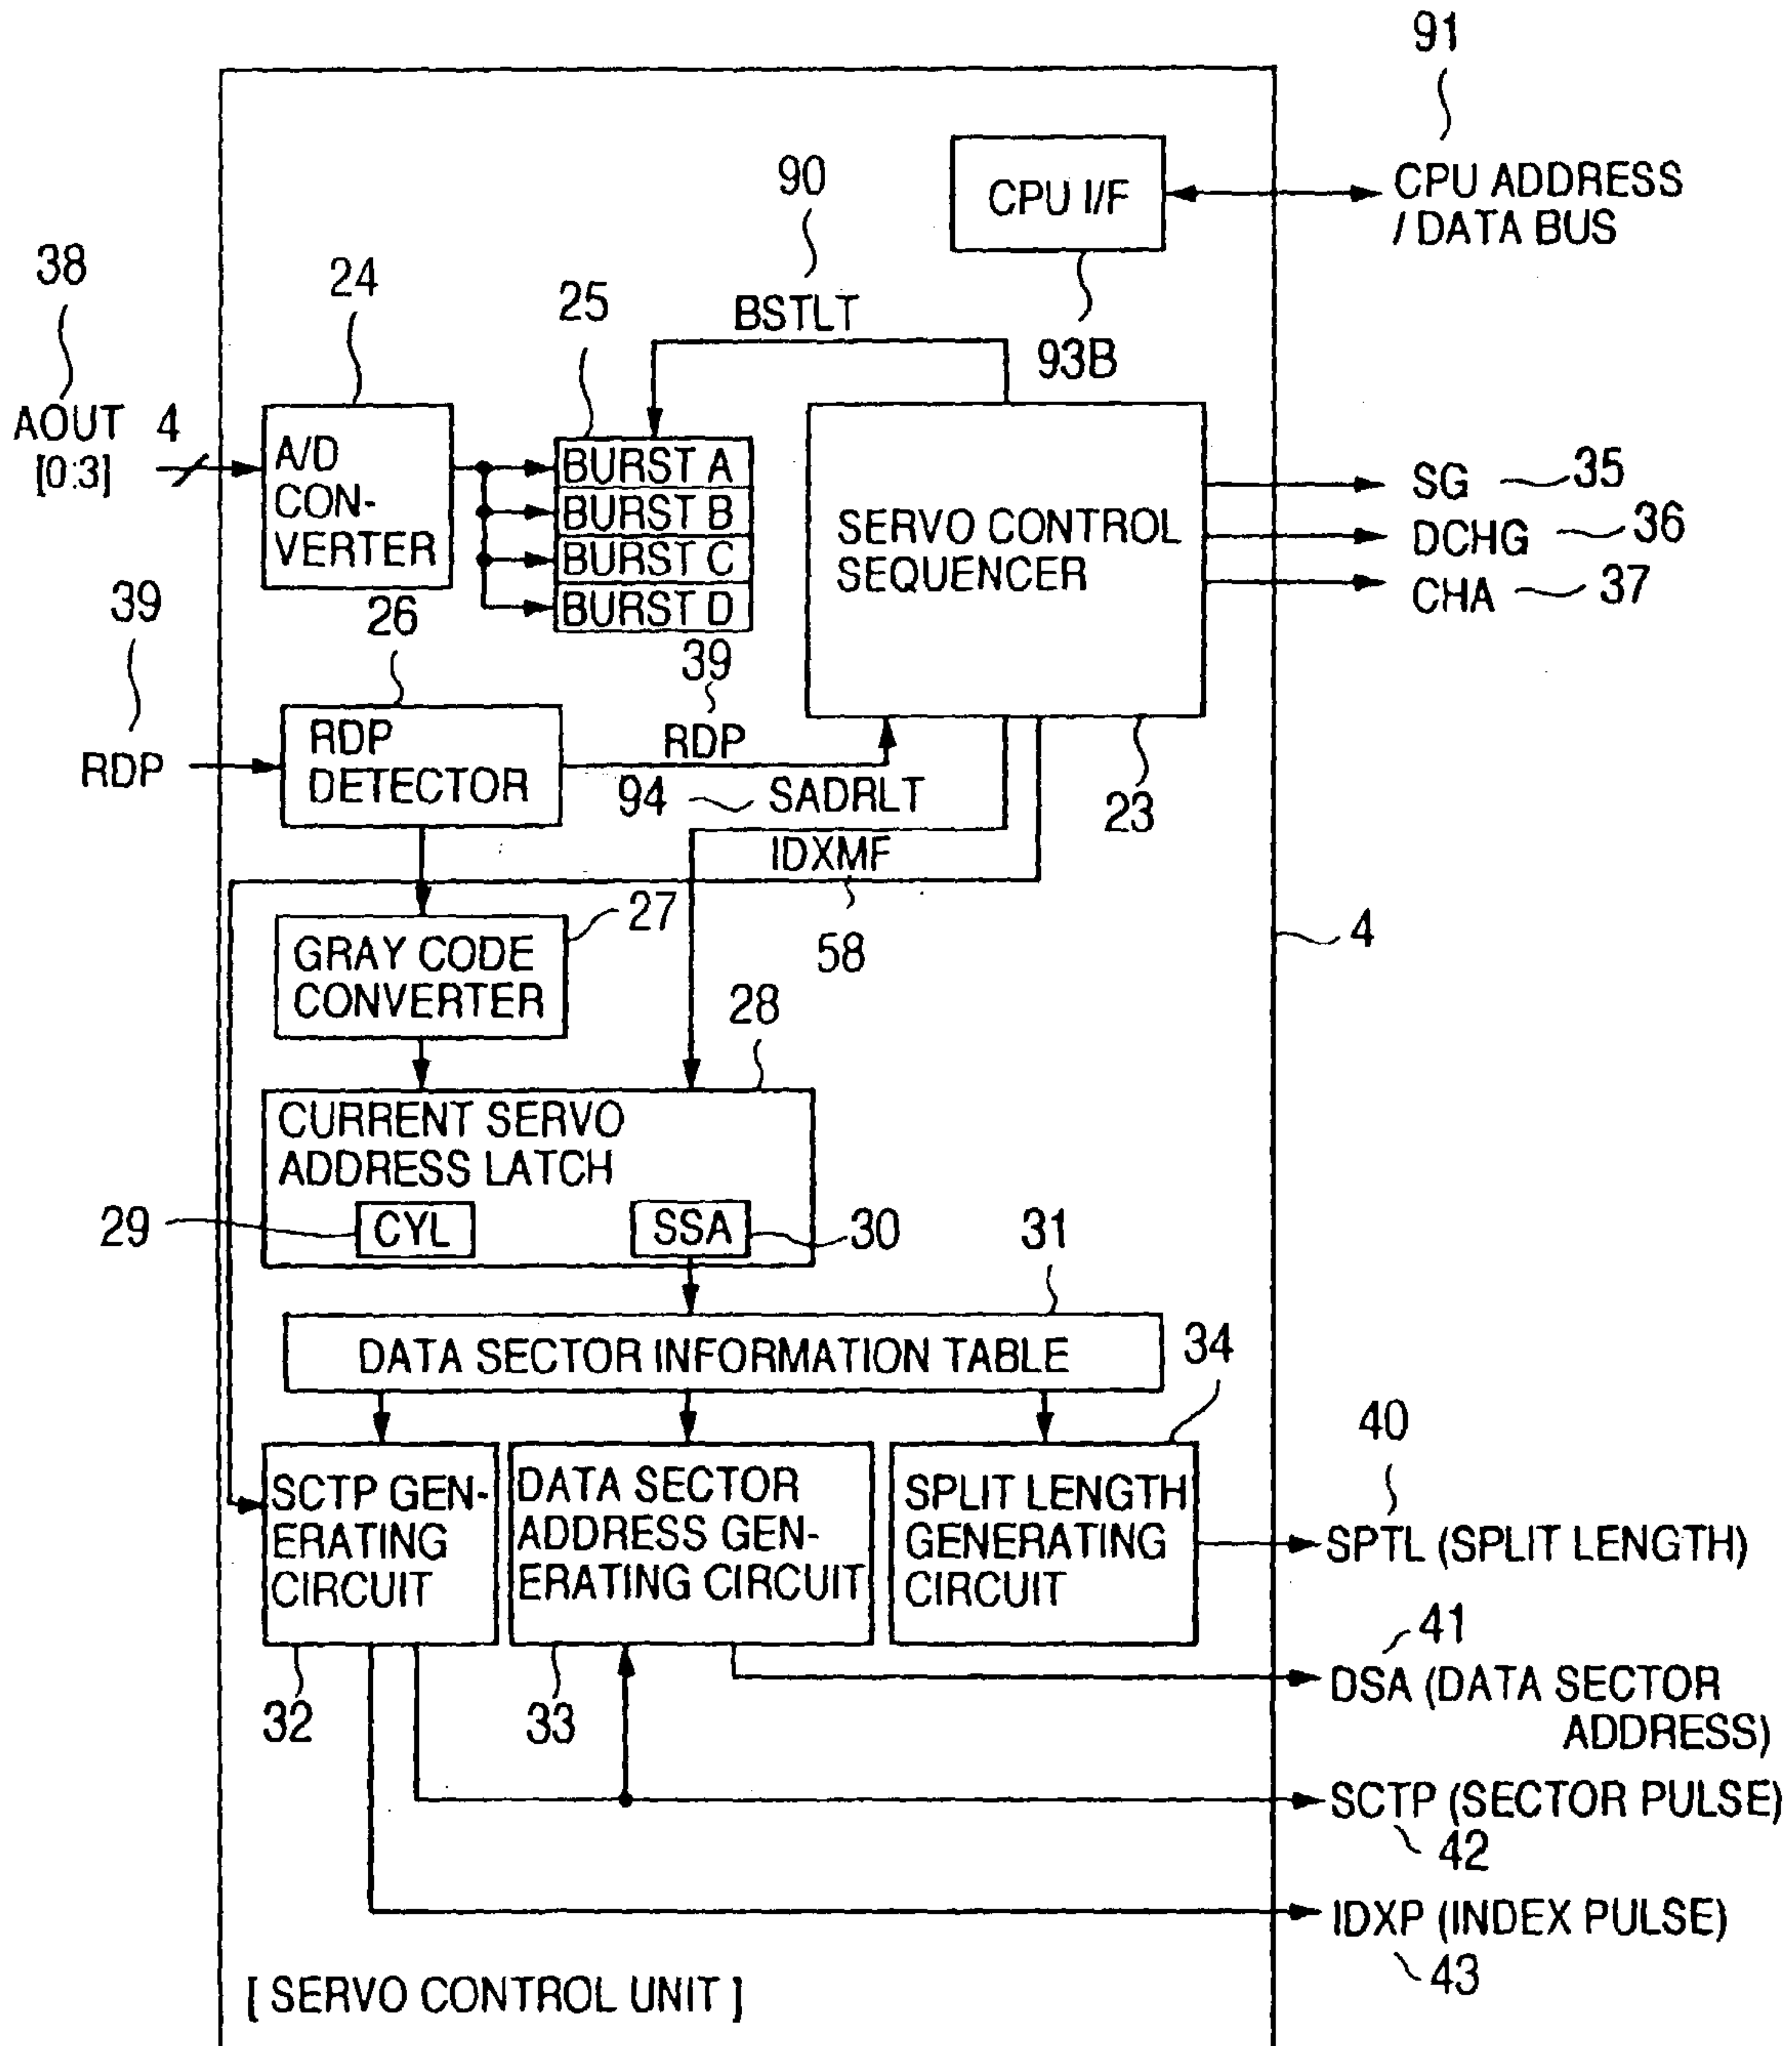 91
CPU I/F
CPU ADDRESS
/ DATA BUS
90
BSTLT
93B
38
24
25
AOUT 4
[0:3]
A/D
CON-
VERTER
BURST A
BURST B
BURST C
BURST D
SERVO CONTROL
SEQUENCER
SG 35
DCHG 36
CHA 37
39
26
39
RDP
RDP
DETECTOR
RDP
94 SADRLT
23
IDXMF
58
27
GRAY CODE
CONVERTER
4
28
CURRENT SERVO
ADDRESS LATCH
29
CYL
SSA
30
31
DATA SECTOR INFORMATION TABLE
34
SCTP GEN-
ERATING
CIRCUIT
DATA SECTOR
ADDRESS GEN-
ERATING CIRCUIT
SPLIT LENGTH
GENERATING
CIRCUIT
40
SPTL (SPLIT LENGTH)
32
33
41
DSA (DATA SECTOR
ADDRESS)
SCTP (SECTOR PULSE)
42
IDXP (INDEX PULSE)
43
[ SERVO CONTROL UNIT ]